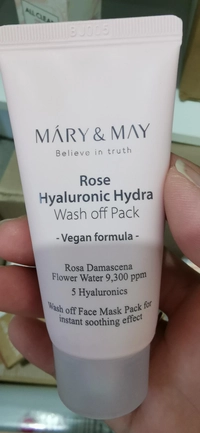 MÁRY & MAY
Believe in truth
Rose
Hyaluronic Hydra
Wash off Pack
- Vegan formula -
Rosa Damascena
Flower Water 9,300 ppm
5 Hyaluronics
Wash off Face Mask Pack for
instant soothing effect